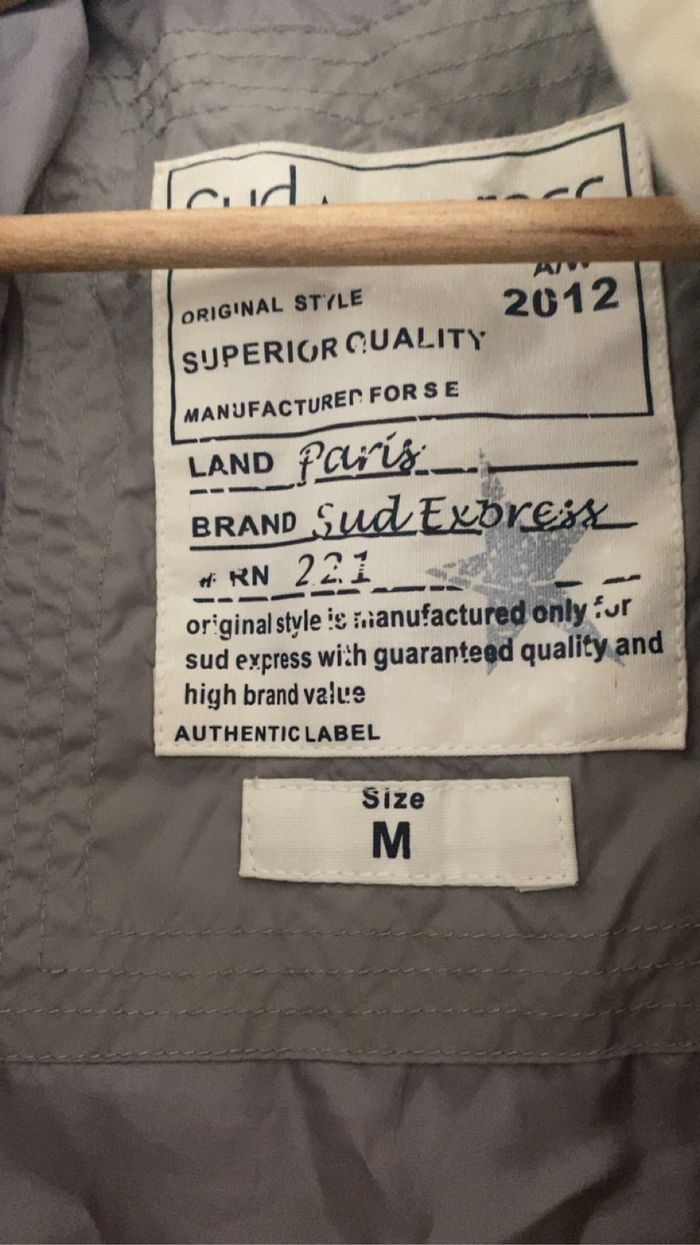 Sud
A/W
2012
ORIGINAL STYLE
SUPERIOR QUALITY
MANUFACTURED FOR S E
LAND Paris
BRAND Sud Express
# RN 221
original style is manufactured only for
sud express with guaranteed quality and
high brand value
AUTHENTIC LABEL
Size
M